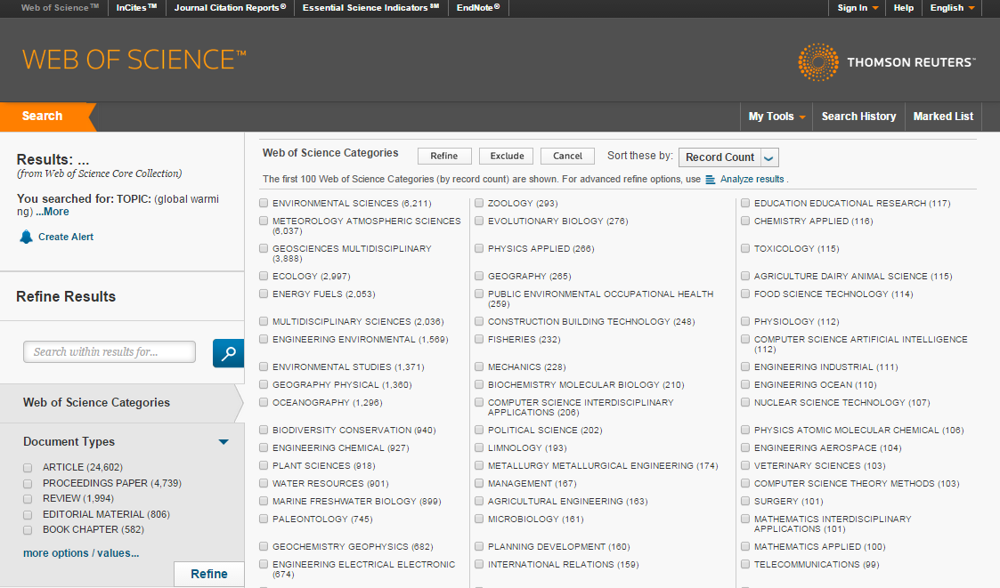 Web of Science™ InCites™ Journal Citation Reports® Essential Science Indicators℠ EndNote® Sign In Help English
WEB OF SCIENCE™
THOMSON REUTERS™
Search My Tools Search History Marked List
Results: ...
(from Web of Science Core Collection)
You searched for: TOPIC: (global warmi
ng) ...More
Create Alert
Refine Results
Search within results for...
Web of Science Categories
Document Types
ARTICLE (24,602)
PROCEEDINGS PAPER (4,739)
REVIEW (1,994)
EDITORIAL MATERIAL (806)
BOOK CHAPTER (582)
more options / values...
Refine
Web of Science Categories Refine Exclude Cancel Sort these by: Record Count
The first 100 Web of Science Categories (by record count) are shown. For advanced refine options, use Analyze results .
ENVIRONMENTAL SCIENCES (6,211)
METEOROLOGY ATMOSPHERIC SCIENCES
(6,037)
GEOSCIENCES MULTIDISCIPLINARY
(3,888)
ECOLOGY (2,997)
ENERGY FUELS (2,053)
MULTIDISCIPLINARY SCIENCES (2,036)
ENGINEERING ENVIRONMENTAL (1,569)
ENVIRONMENTAL STUDIES (1,371)
GEOGRAPHY PHYSICAL (1,360)
OCEANOGRAPHY (1,296)
BIODIVERSITY CONSERVATION (940)
ENGINEERING CHEMICAL (927)
PLANT SCIENCES (918)
WATER RESOURCES (901)
MARINE FRESHWATER BIOLOGY (899)
PALEONTOLOGY (745)
GEOCHEMISTRY GEOPHYSICS (682)
ENGINEERING ELECTRICAL ELECTRONIC
(674)
ZOOLOGY (293)
EVOLUTIONARY BIOLOGY (276)
PHYSICS APPLIED (266)
GEOGRAPHY (265)
PUBLIC ENVIRONMENTAL OCCUPATIONAL HEALTH
(259)
CONSTRUCTION BUILDING TECHNOLOGY (248)
FISHERIES (232)
MECHANICS (228)
BIOCHEMISTRY MOLECULAR BIOLOGY (210)
COMPUTER SCIENCE INTERDISCIPLINARY
APPLICATIONS (206)
POLITICAL SCIENCE (202)
LIMNOLOGY (193)
METALLURGY METALLURGICAL ENGINEERING (174)
MANAGEMENT (167)
AGRICULTURAL ENGINEERING (163)
MICROBIOLOGY (161)
PLANNING DEVELOPMENT (160)
INTERNATIONAL RELATIONS (159)
EDUCATION EDUCATIONAL RESEARCH (117)
CHEMISTRY APPLIED (116)
TOXICOLOGY (115)
AGRICULTURE DAIRY ANIMAL SCIENCE (115)
FOOD SCIENCE TECHNOLOGY (114)
PHYSIOLOGY (112)
COMPUTER SCIENCE ARTIFICIAL INTELLIGENCE
(112)
ENGINEERING INDUSTRIAL (111)
ENGINEERING OCEAN (110)
NUCLEAR SCIENCE TECHNOLOGY (107)
PHYSICS ATOMIC MOLECULAR CHEMICAL (106)
ENGINEERING AEROSPACE (104)
VETERINARY SCIENCES (103)
COMPUTER SCIENCE THEORY METHODS (103)
SURGERY (101)
MATHEMATICS INTERDISCIPLINARY
APPLICATIONS (101)
MATHEMATICS APPLIED (100)
TELECOMMUNICATIONS (99)